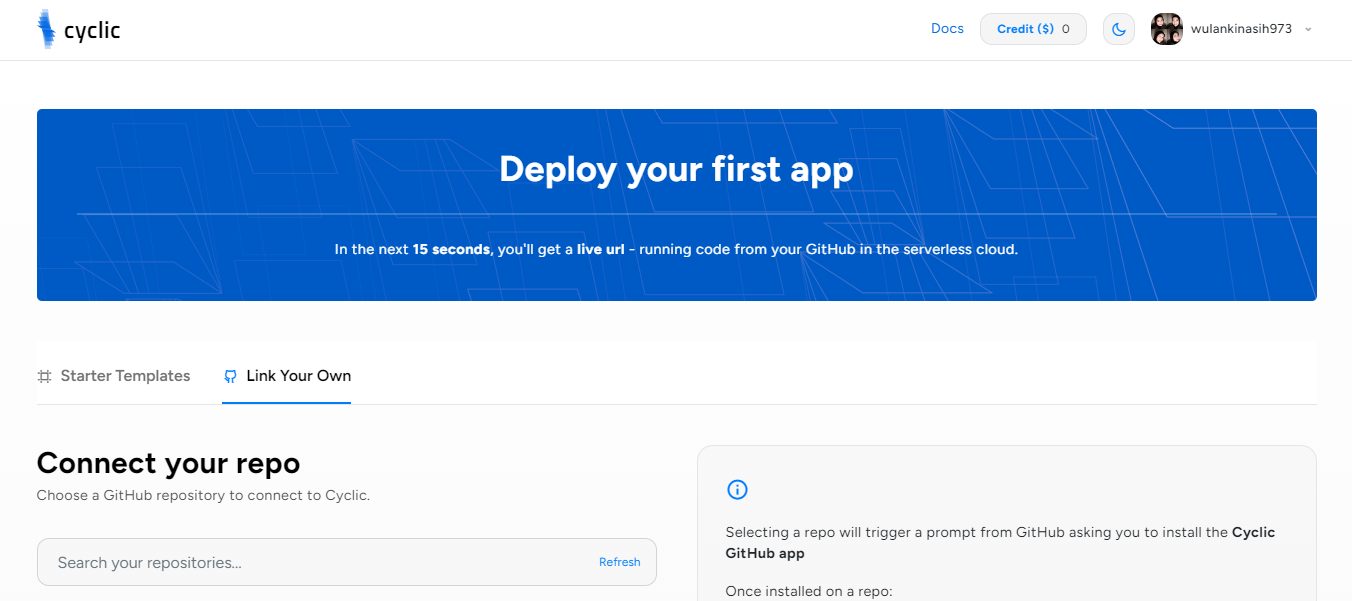 cyclic
Docs
Credit ($) 0
wulankinasih973
Deploy your first app
In the next 15 seconds, you'll get a live url - running code from your GitHub in the serverless cloud.
Starter Templates
Link Your Own
Connect your repo
Choose a GitHub repository to connect to Cyclic.
Search your repositories...
Refresh
Selecting a repo will trigger a prompt from GitHub asking you to install the Cyclic
GitHub app
Once installed on a repo: